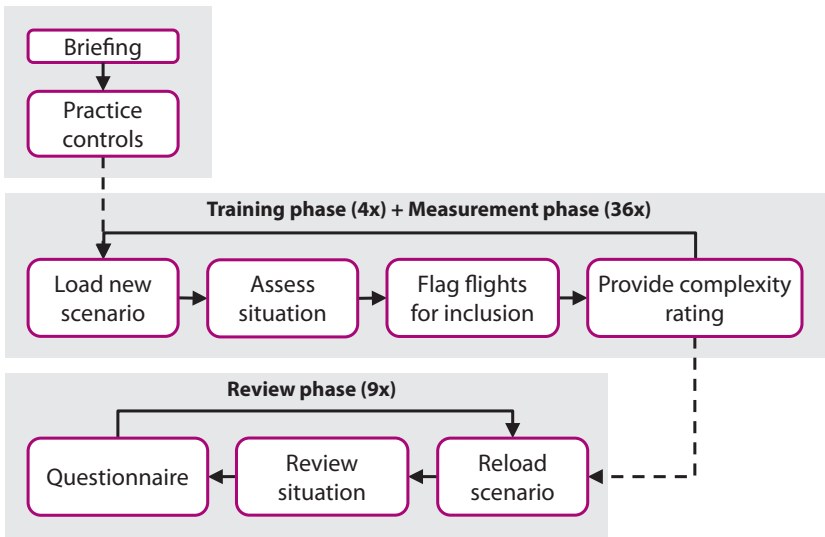 Briefing
Practice
controls
Training phase (4x) + Measurement phase (36x)
Load new
scenario
Assess
situation
Flag flights
for inclusion
Provide complexity
rating
Review phase (9x)
Questionnaire
Review
situation
Reload
scenario